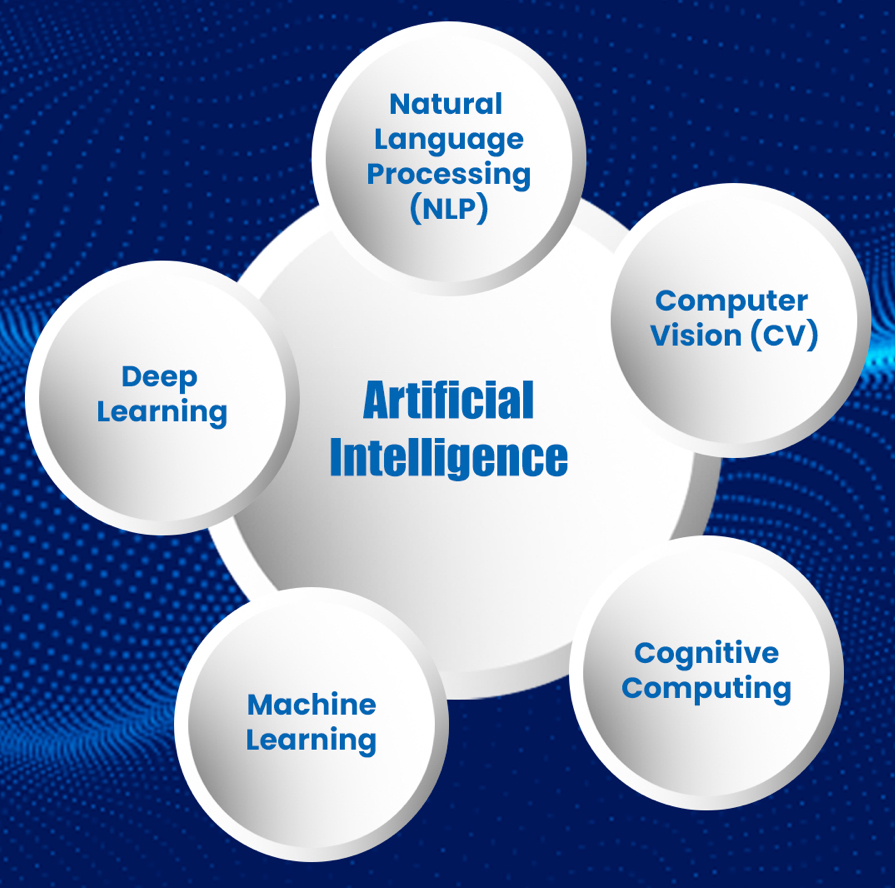 Natural
Language
Processing
(NLP)
Computer
Vision (CV)
Deep
Learning
Artificial
Intelligence
Cognitive
Computing
Machine
Learning